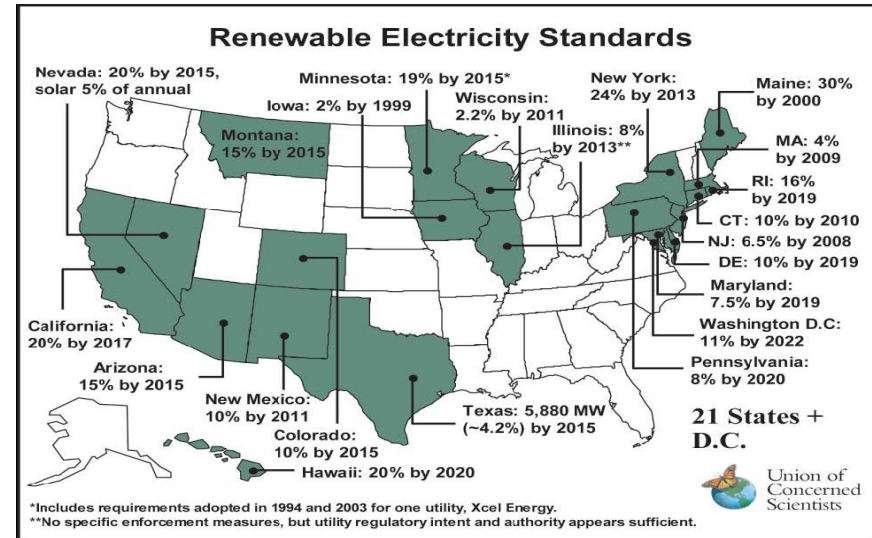 Renewable Electricity Standards
Nevada: 20% by 2015,
solar 5% of annual
Minnesota: 19% by 2015*
Iowa: 2% by 1999
Wisconsin:
2.2% by 2011
Illinois: 8%
by 2013**
New York:
24% by 2013
Maine: 30%
by 2000
Montana:
15% by 2015
MA: 4%
by 2009
RI: 16%
by 2019
CT: 10% by 2010
NJ: 6.5% by 2008
DE: 10% by 2019
Maryland:
7.5% by 2019
Washington D.C:
11% by 2022
Pennsylvania:
8% by 2020
California:
20% by 2017
Arizona:
15% by 2015
New Mexico:
10% by 2011
Colorado:
10% by 2015
Texas: 5,880 MW
(~4.2%) by 2015
Hawaii: 20% by 2020
21 States +
D.C.
Union of
Concerned
Scientists
*Includes requirements adopted in 1994 and 2003 for one utility, Xcel Energy.
**No specific enforcement measures, but utility regulatory intent and authority appears sufficient.